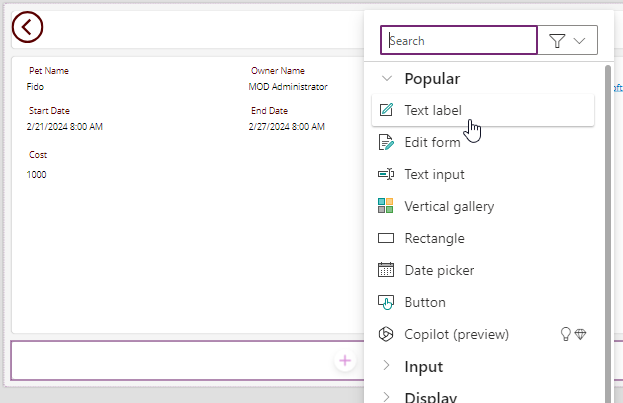 Search
Popular
Pet Name
Owner Name
Fido
MOD Administrator
Text label
Start Date
End Date
2/21/2024 8:00 AM
2/27/2024 8:00 AM
Edit form
Cost
1000
Text input
Vertical gallery
Rectangle
Date picker
Button
Copilot (preview)
Input
Display